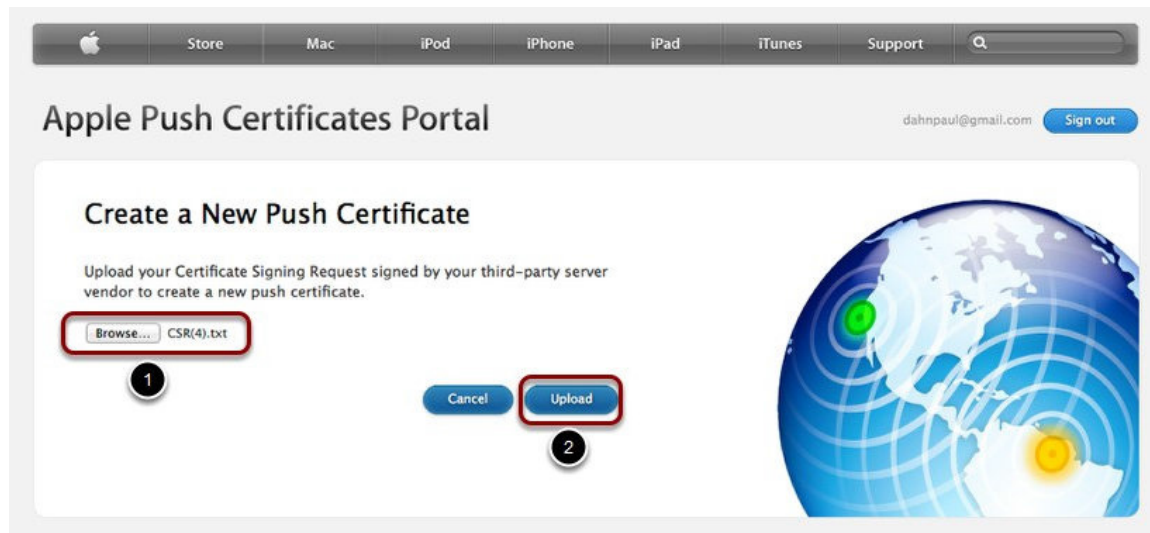 Store Mac iPod iPhone iPad iTunes Support
Apple Push Certificates Portal
dahnpaul@gmail.com Sign out
Create a New Push Certificate
Upload your Certificate Signing Request signed by your third-party server
vendor to create a new push certificate.
Browse... CSR(4).txt
1
Cancel Upload
2